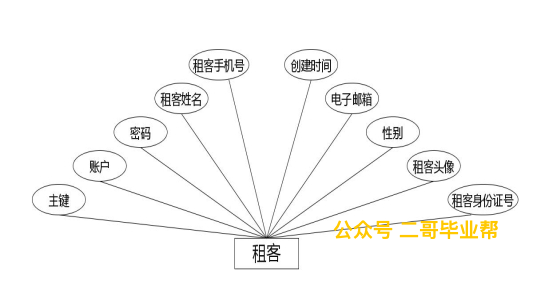 租客手机号
创建时间
租客姓名
电子邮箱
密码
性别
账户
租客头像
主键
租客身份证号
公众号 二哥毕业帮
租客